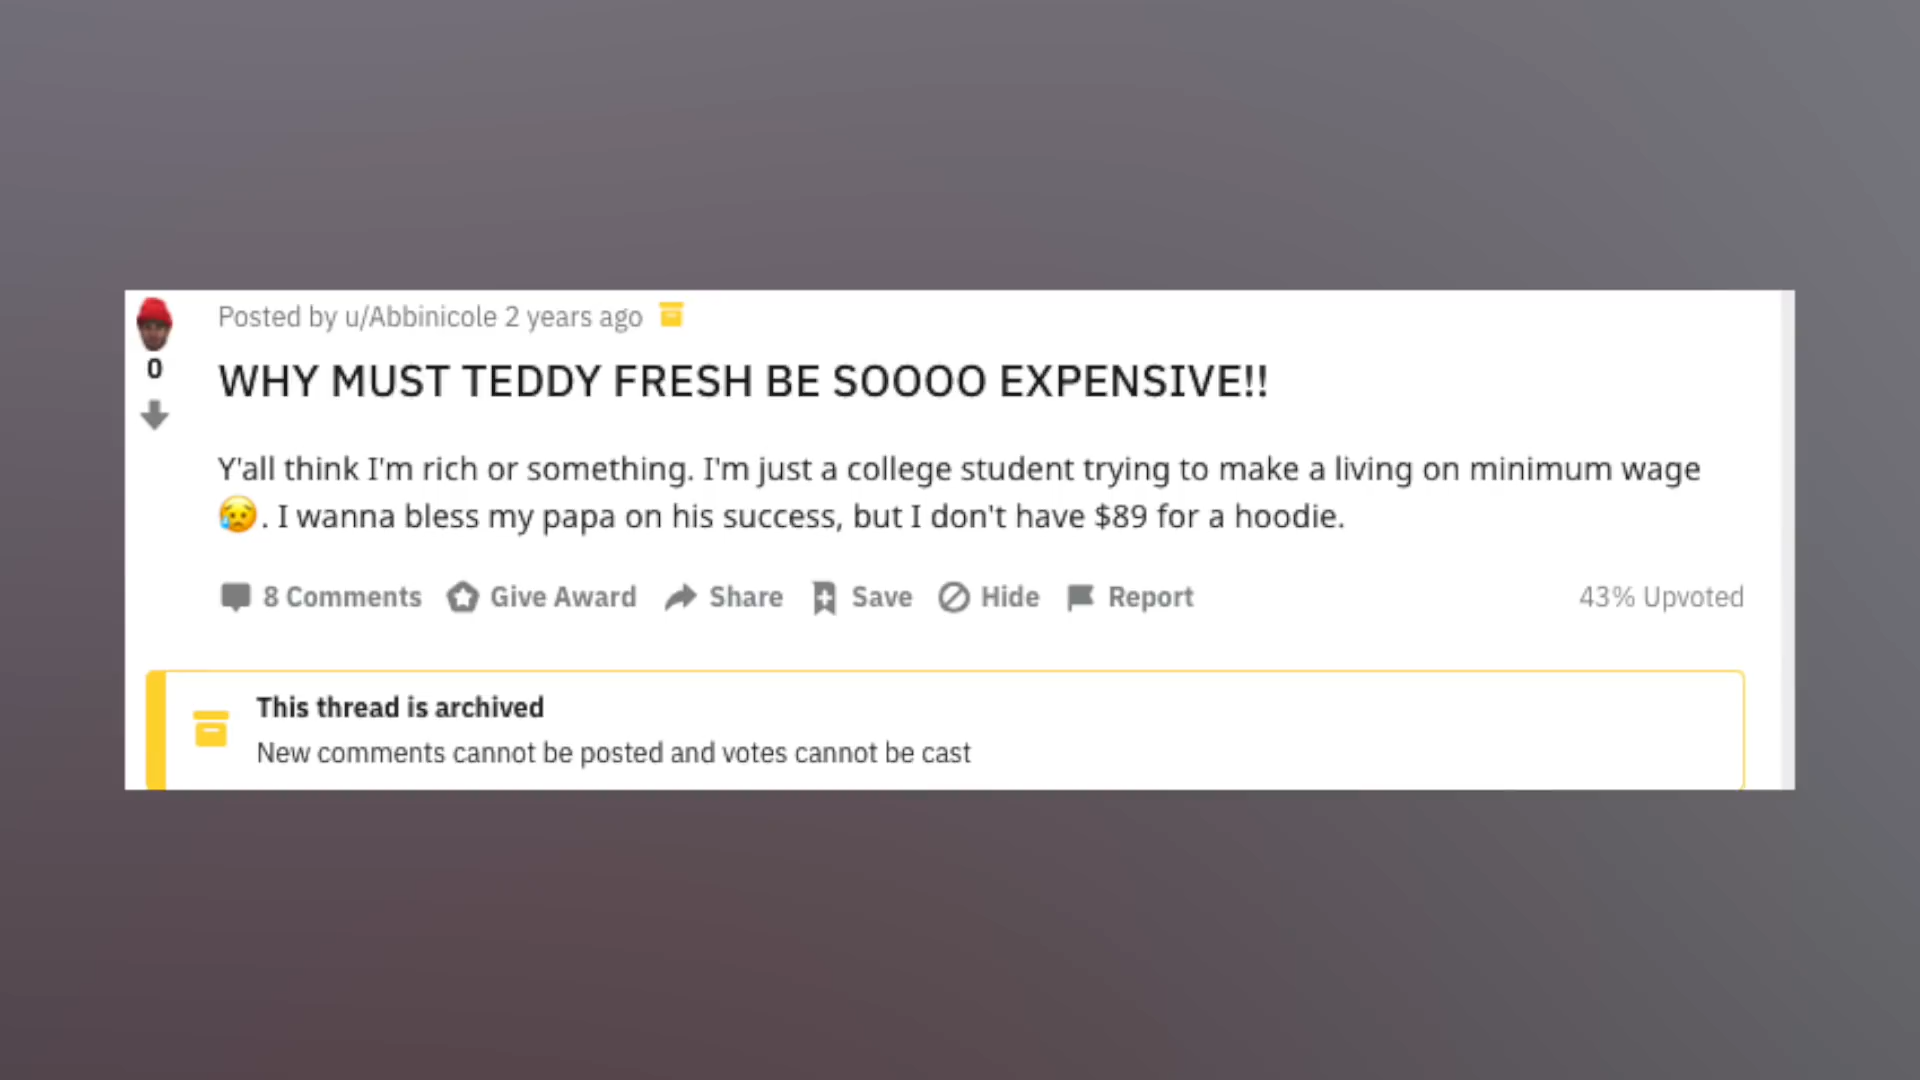 Posted by u/Abbinicole 2 years ago
0
WHY MUST TEDDY FRESH BE SOOOO EXPENSIVE!!
Y'all think I'm rich or something. I'm just a college student trying to make a living on minimum wage
😥. I wanna bless my papa on his success, but I don't have $89 for a hoodie.
8 Comments Give Award Share Save Hide Report 43% Upvoted
This thread is archived
New comments cannot be posted and votes cannot be cast